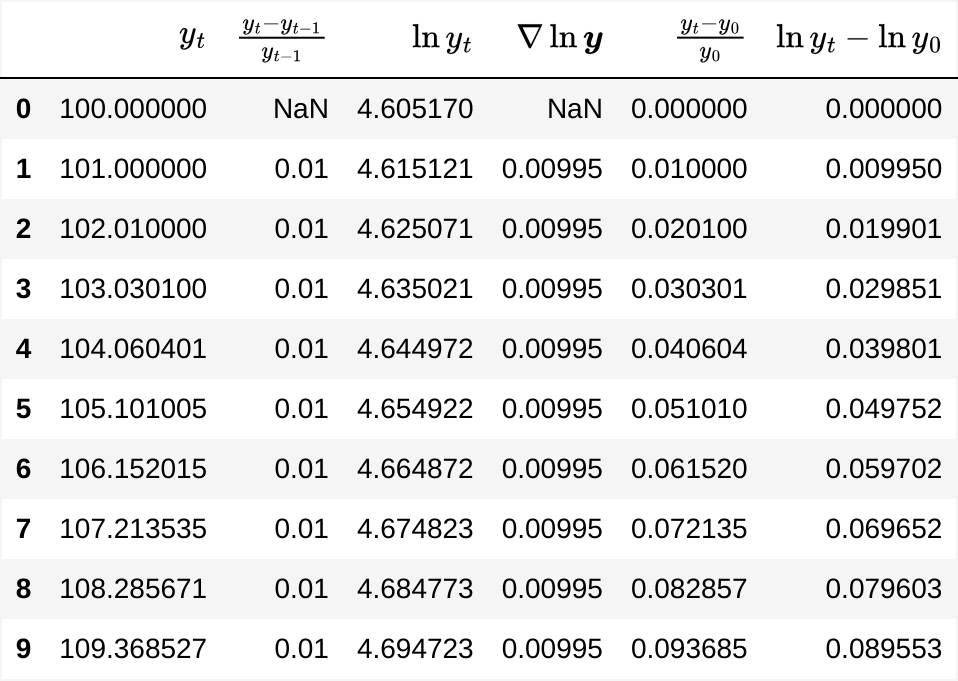 y_t (y_t−y_{t−1})/y_{t−1} ln y_t ∇ ln y (y_t−y_0)/y_0 ln y_t − ln y_0
0 100.000000 NaN 4.605170 NaN 0.000000 0.000000
1 101.000000 0.01 4.615121 0.00995 0.010000 0.009950
2 102.010000 0.01 4.625071 0.00995 0.020100 0.019901
3 103.030100 0.01 4.635021 0.00995 0.030301 0.029851
4 104.060401 0.01 4.644972 0.00995 0.040604 0.039801
5 105.101005 0.01 4.654922 0.00995 0.051010 0.049752
6 106.152015 0.01 4.664872 0.00995 0.061520 0.059702
7 107.213535 0.01 4.674823 0.00995 0.072135 0.069652
8 108.285671 0.01 4.684773 0.00995 0.082857 0.079603
9 109.368527 0.01 4.694723 0.00995 0.093685 0.089553